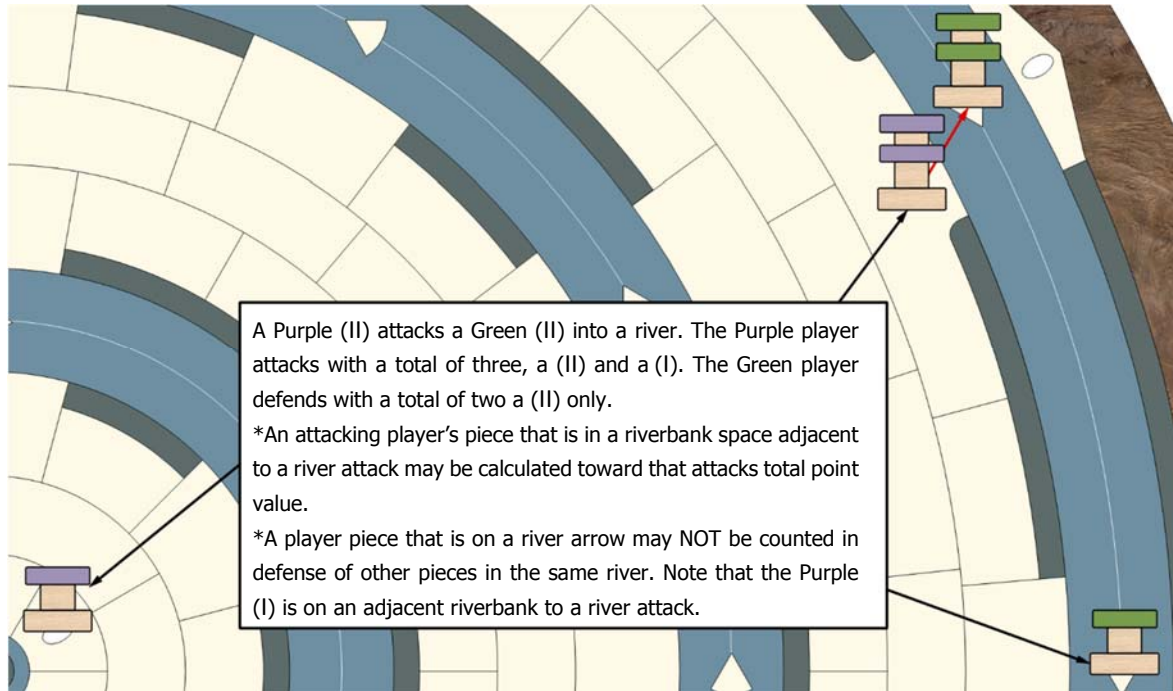 A Purple (II) attacks a Green (II) into a river. The Purple player
attacks with a total of three, a (II) and a (I). The Green player
defends with a total of two a (II) only.
*An attacking player’s piece that is in a riverbank space adjacent
to a river attack may be calculated toward that attacks total point
value.
*A player piece that is on a river arrow may NOT be counted in
defense of other pieces in the same river. Note that the Purple
(I) is on an adjacent riverbank to a river attack.